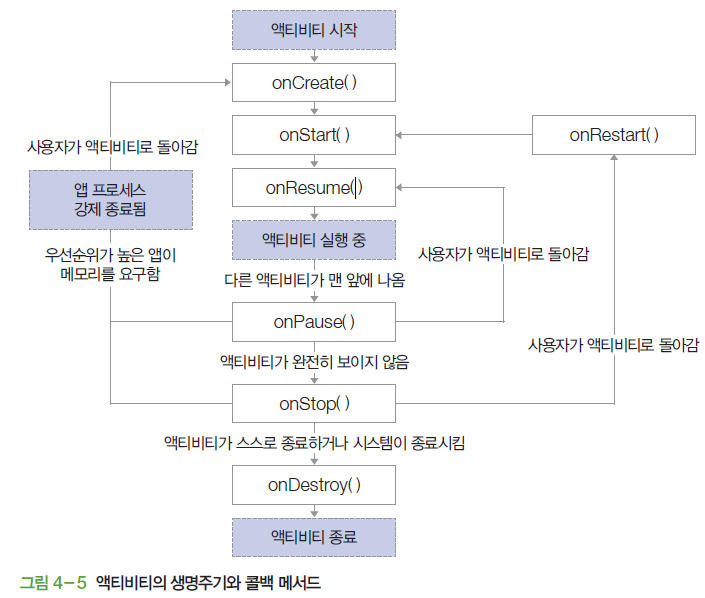 액티비티 시작
onCreate( )
onStart( )
onRestart( )
사용자가 액티비티로 돌아감
앱 프로세스
강제 종료됨
onResume( )
액티비티 실행 중
우선순위가 높은 앱이
메모리를 요구함
사용자가 액티비티로 돌아감
다른 액티비티가 맨 앞에 나옴
onPause( )
사용자가 액티비티로 돌아감
액티비티가 완전히 보이지 않음
onStop( )
액티비티가 스스로 종료하거나 시스템이 종료시킴
onDestroy( )
액티비티 종료
그림 4-5 액티비티의 생명주기와 콜백 메서드